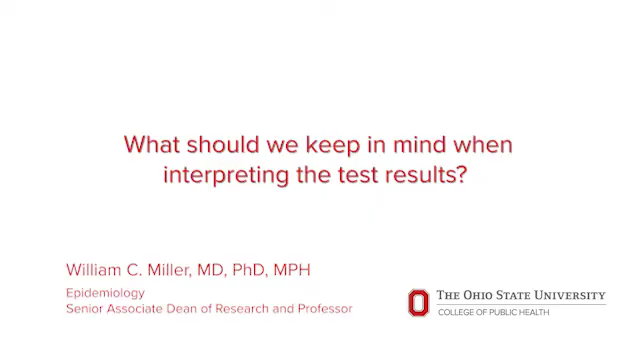 What should we keep in mind when
interpreting the test results?
William C. Miller, MD, PhD, MPH
Epidemiology
Senior Associate Dean of Research and Professor
THE OHIO STATE UNIVERSITY
COLLEGE OF PUBLIC HEALTH